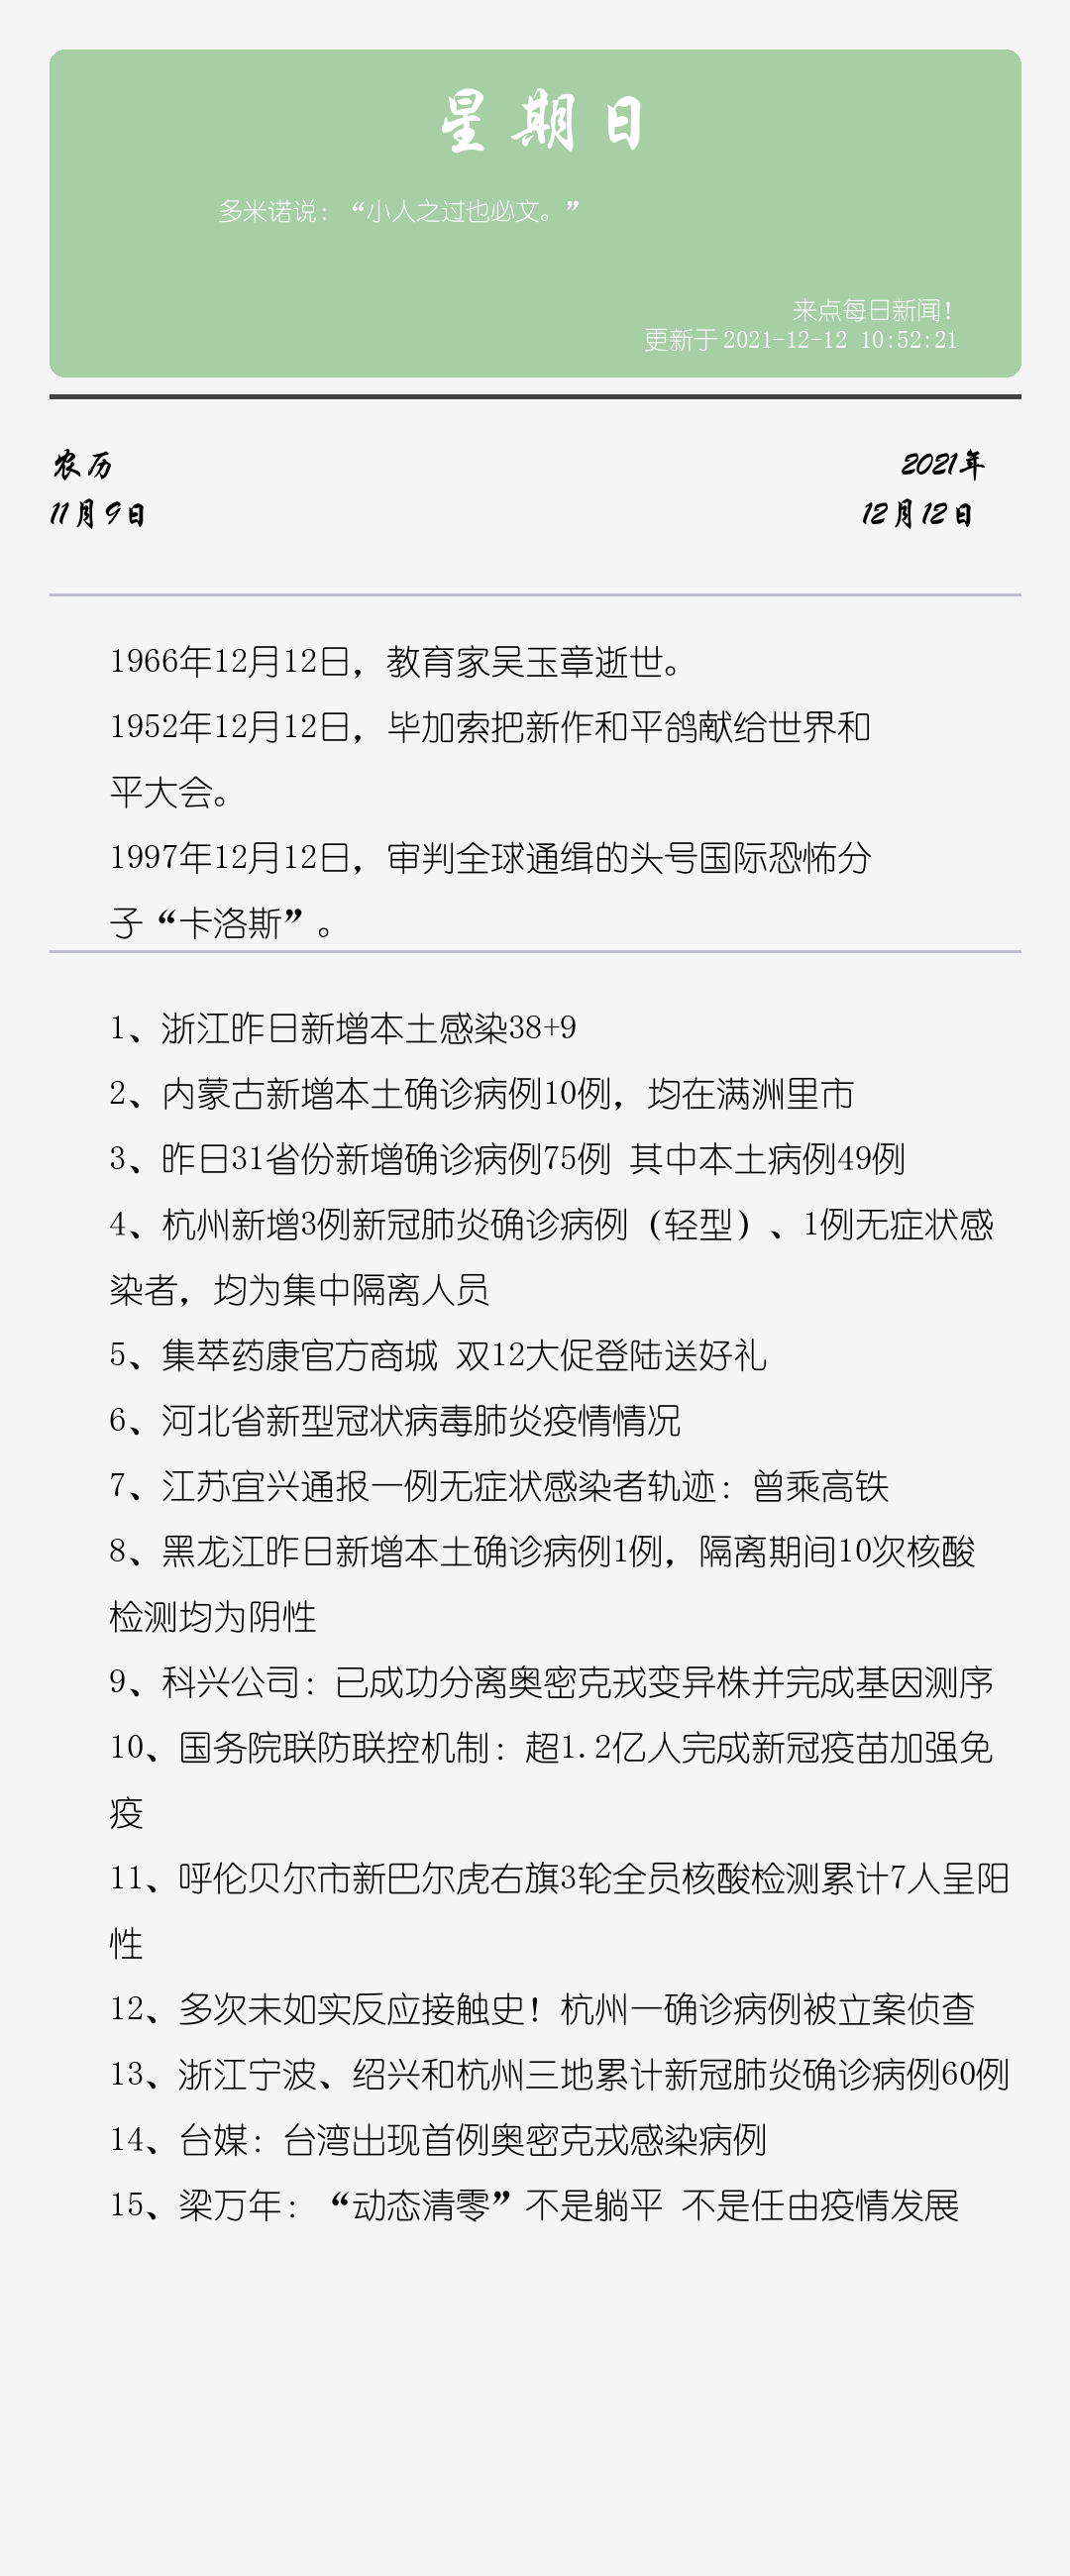 星期日
多米诺说：“小人之过也必文。”
来点每日新闻！
更新于2021-12-12 10:52:21
农历
2021年
11月9日
12月12日
1966年12月12日，教育家吴玉章逝世。
1952年12月12日，毕加索把新作和平鸽献给世界和
平大会。
1997年12月12日，审判全球通缉的头号国际恐怖分
子“卡洛斯”。
1、浙江昨日新增本土感染38+9
2、内蒙古新增本土确诊病例10例，均在满洲里市
3、昨日31省份新增确诊病例75例 其中本土病例49例
4、杭州新增3例新冠肺炎确诊病例（轻型）、1例无症状感
染者，均为集中隔离人员
5、集萃药康官方商城 双12大促登陆送好礼
6、河北省新型冠状病毒肺炎疫情情况
7、江苏宜兴通报一例无症状感染者轨迹：曾乘高铁
8、黑龙江昨日新增本土确诊病例1例，隔离期间10次核酸
检测均为阴性
9、科兴公司：已成功分离奥密克戎变异株并完成基因测序
10、国务院联防联控机制：超1.2亿人完成新冠疫苗加强免
疫
11、呼伦贝尔市新巴尔虎右旗3轮全员核酸检测累计7人呈阳
性
12、多次未如实反应接触史！杭州一确诊病例被立案侦查
13、浙江宁波、绍兴和杭州三地累计新冠肺炎确诊病例60例
14、台媒：台湾出现首例奥密克戎感染病例
15、梁万年：“动态清零”不是躺平 不是任由疫情发展